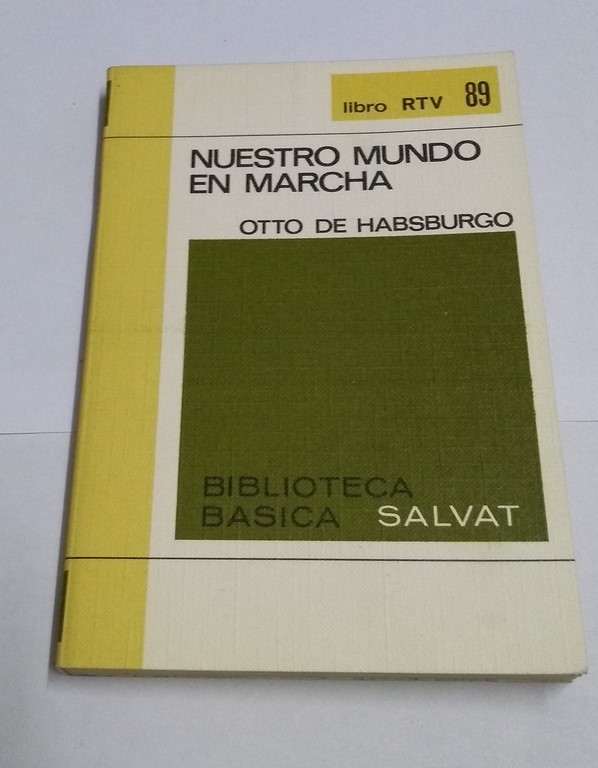 libro RTV 89
NUESTRO MUNDO
EN MARCHA
OTTO DE HABSBURGO
BIBLIOTECA
BASICA SALVAT